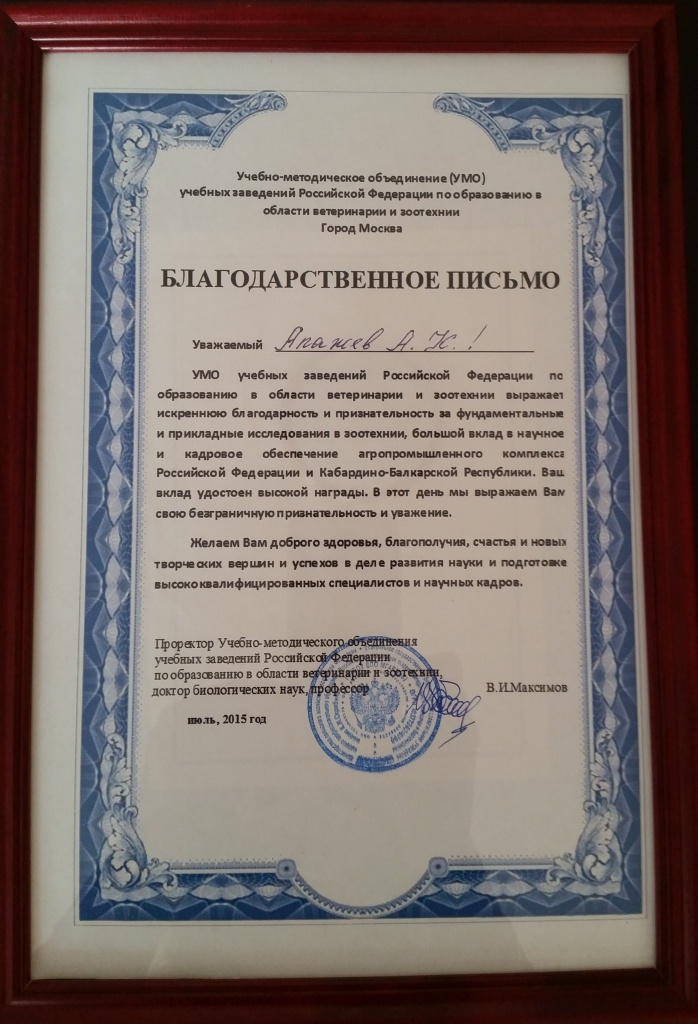 Учебно-методическое объединение (УМО)
учебных заведений Российской Федерации по образованию в
области ветеринарии и зоотехнии
Город Москва
БЛАГОДАРСТВЕННОЕ ПИСЬМО
Уважаемый Апажев А. К.!
УМО учебных заведений Российской Федерации по
образованию в области ветеринарии и зоотехнии выражает
искреннюю благодарность и признательность за фундаментальные
и прикладные исследования в зоотехнии, большой вклад в научное
и кадровое обеспечение агропромышленного комплекса
Российской Федерации и Кабардино-Балкарской Республики. Ваш
вклад удостоен высокой награды. В этот день мы выражаем Вам
свою безграничную признательность и уважение.
Желаем Вам доброго здоровья, благополучия, счастья и новых
творческих вершин и успехов в деле развития науки и подготовке
высококвалифицированных специалистов и научных кадров.
Проректор Учебно-методического объединения
учебных заведений Российской Федерации
по образованию в области ветеринарии и зоотехнии,
доктор биологических наук, профессор В.И.Максимов
июль, 2015 год